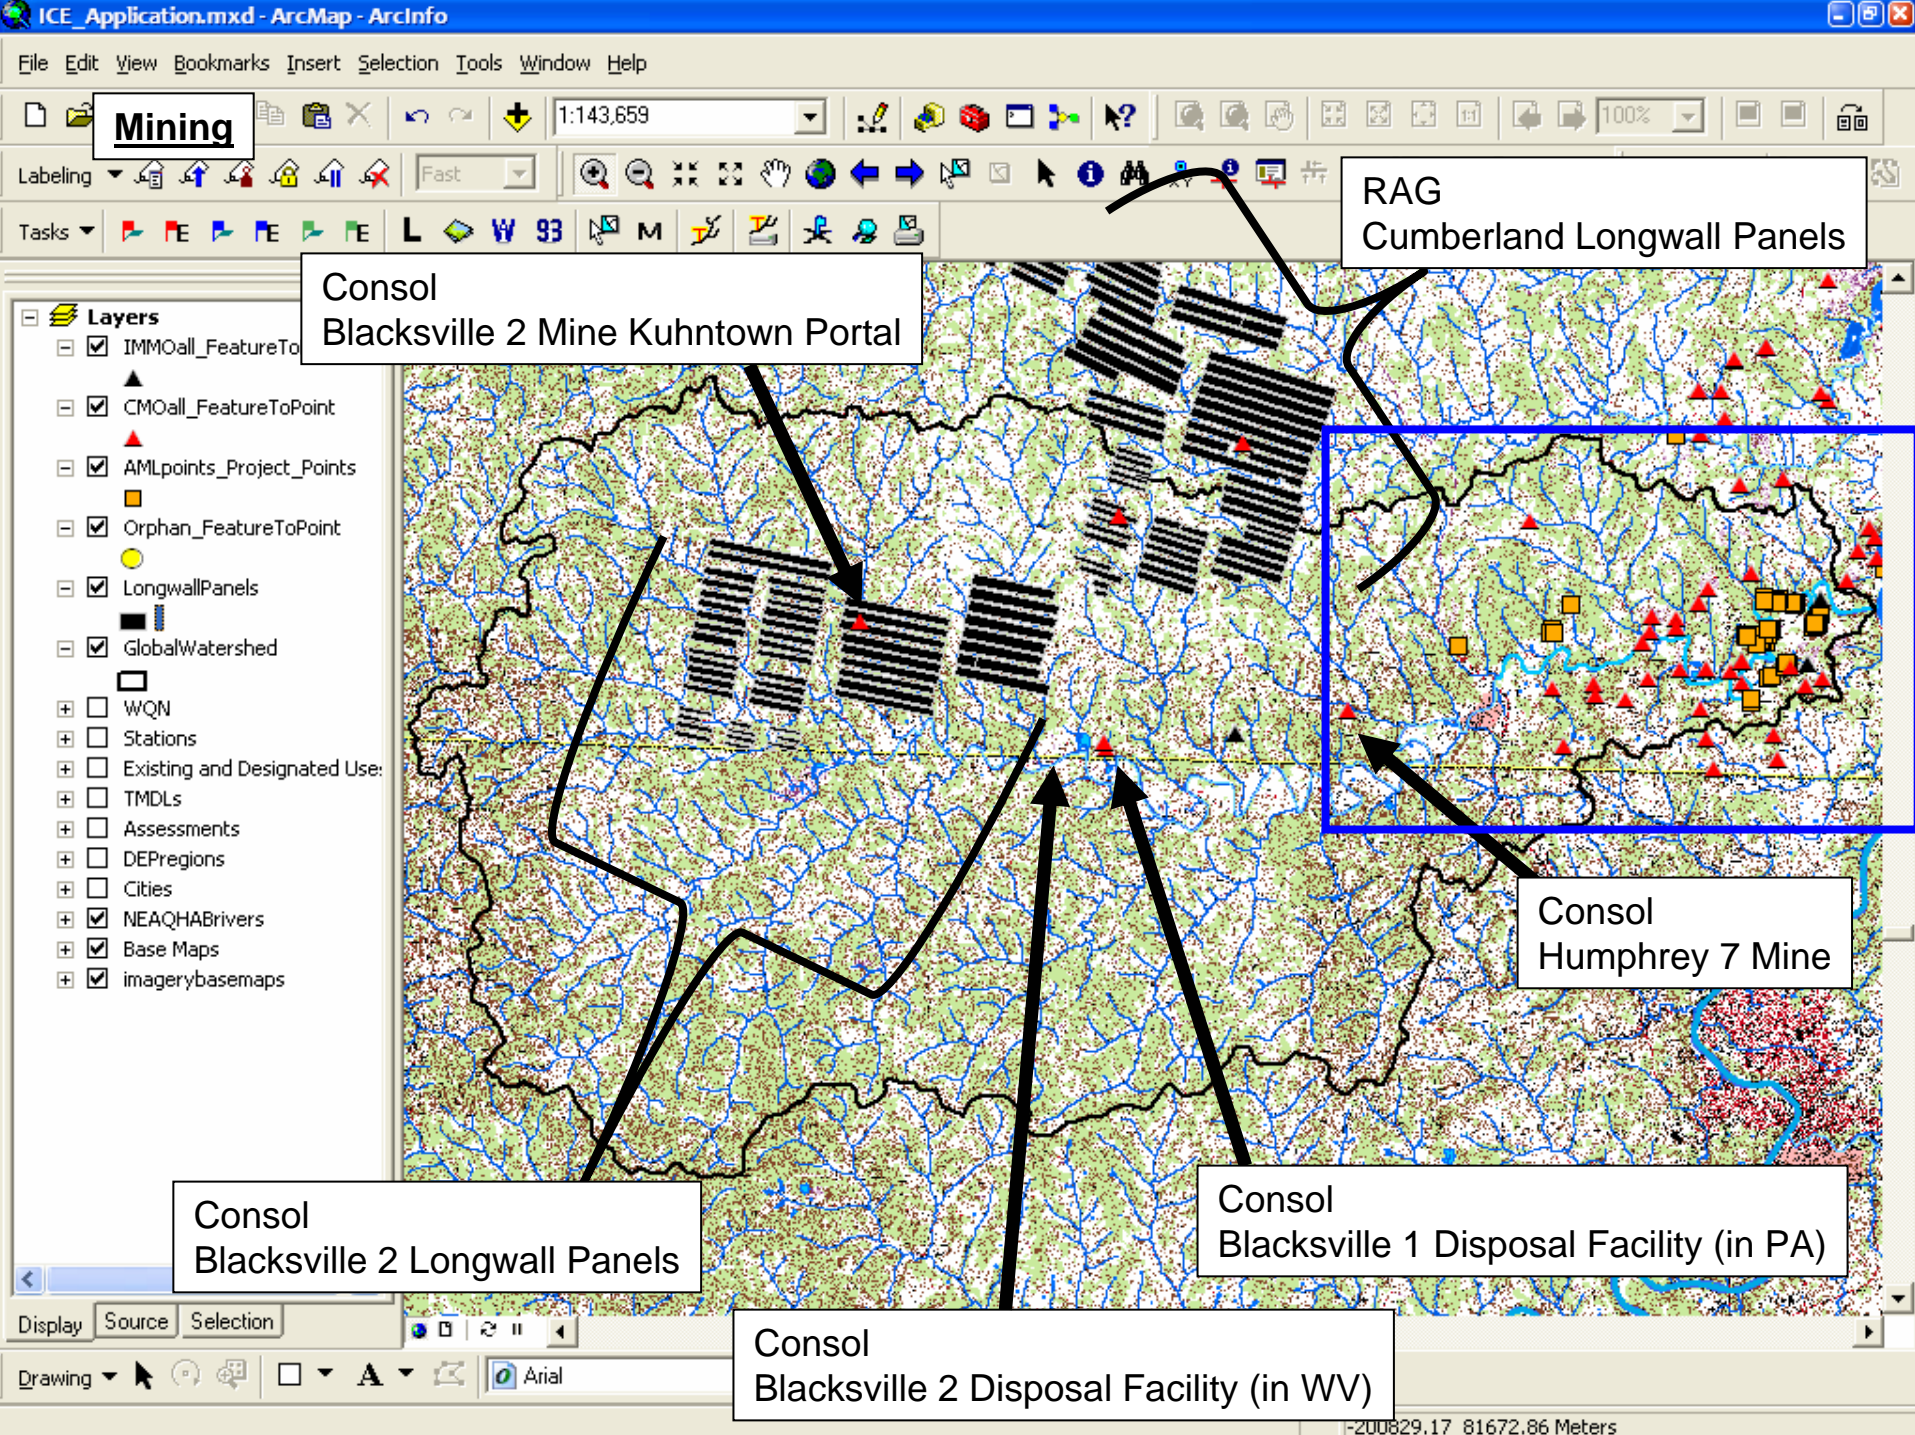 ICE_Application.mxd - ArcMap - ArcInfo
File Edit View Bookmarks Insert Selection Tools Window Help
Mining
1:143,659
100%
Labeling
Fast
Tasks
L W 93 M
RAG
Cumberland Longwall Panels
Consol
Blacksville 2 Mine Kuhntown Portal
Layers
IMMOall_FeatureTo
CMOall_FeatureToPoint
AMLpoints_Project_Points
Orphan_FeatureToPoint
LongwallPanels
GlobalWatershed
WQN
Stations
Existing and Designated Use
TMDLs
Assessments
DEPregions
Cities
NEAQHABrivers
Base Maps
imagerybasemaps
Consol
Humphrey 7 Mine
Consol
Blacksville 1 Disposal Facility (in PA)
Consol
Blacksville 2 Longwall Panels
Consol
Blacksville 2 Disposal Facility (in WV)
Display Source Selection
Drawing
A
Arial
-200829.17 81672.86 Meters